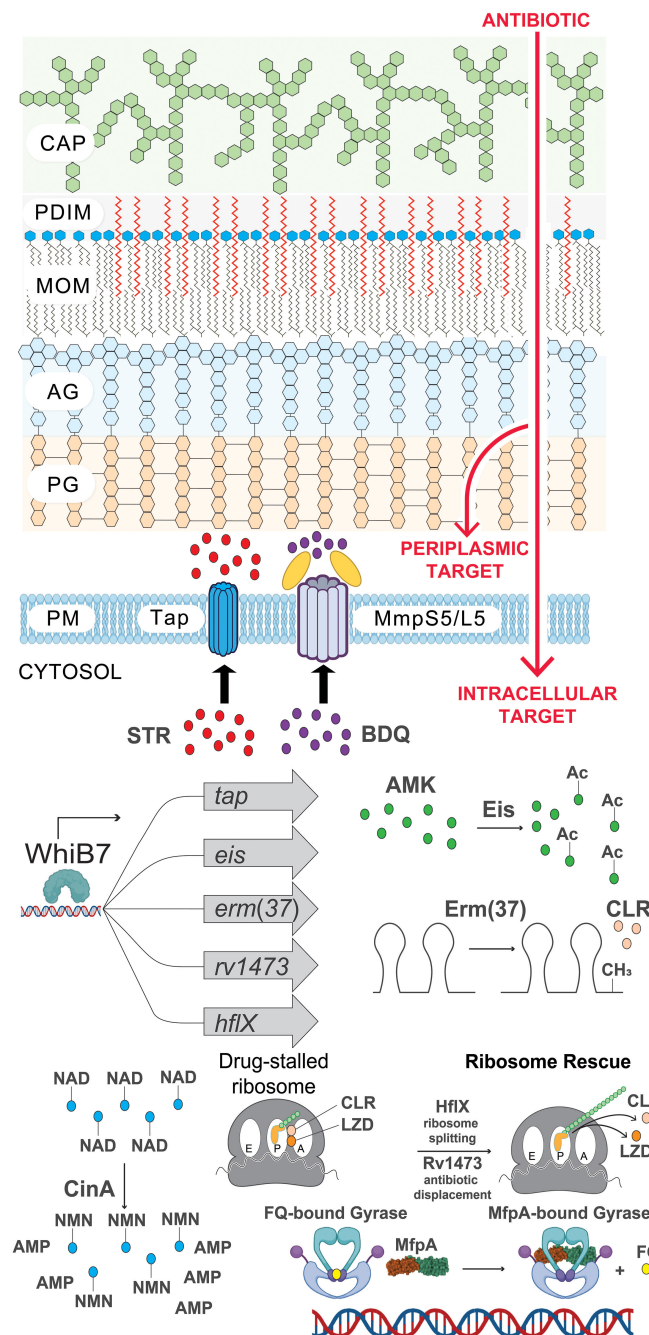 ANTIBIOTIC
CAP
PDIM
MOM
AG
PG
PERIPLASMIC
TARGET
PM
Tap
MmpS5/L5
CYTOSOL
INTRACELLULAR
TARGET
STR
BDQ
WhiB7
tap
eis
erm(37)
rv1473
hflX
AMK
Eis
Ac
Ac
Ac
Ac
Erm(37)
CLR
CH₃
NAD NAD NAD
NAD NAD
CinA
NMN NMN NMN
AMP AMP
AMP NMN NMN AMP
AMP
Drug-stalled
ribosome
CLR
LZD
E P A
Ribosome Rescue
HflX
ribosome
splitting
Rv1473
antibiotic
displacement
CL
LZD
E P A
FQ-bound Gyrase
MfpA
MfpA-bound Gyrase
+ FQ